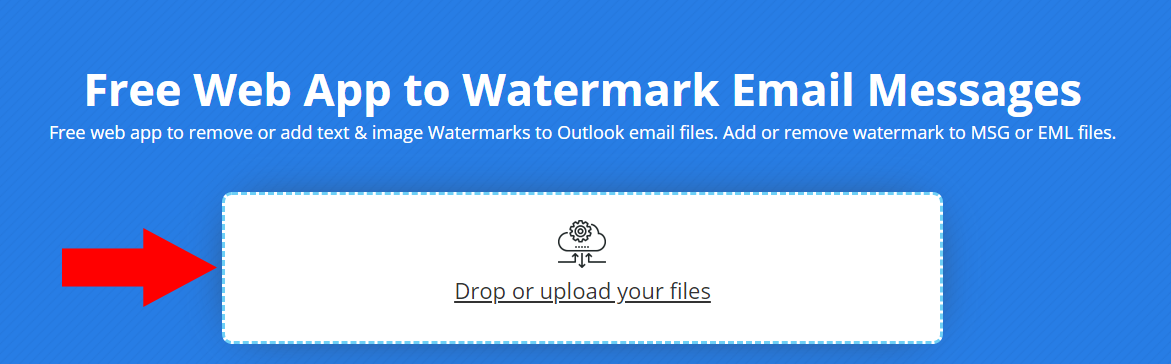 Free Web App to Watermark Email Messages
Free web app to remove or add text & image Watermarks to Outlook email files. Add or remove watermark to MSG or EML files.
Drop or upload your files